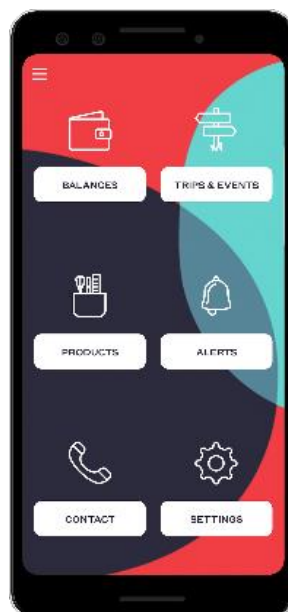 BALANCES
TRIPS & EVENTS
PRODUCTS
ALERTS
CONTACT
SETTINGS